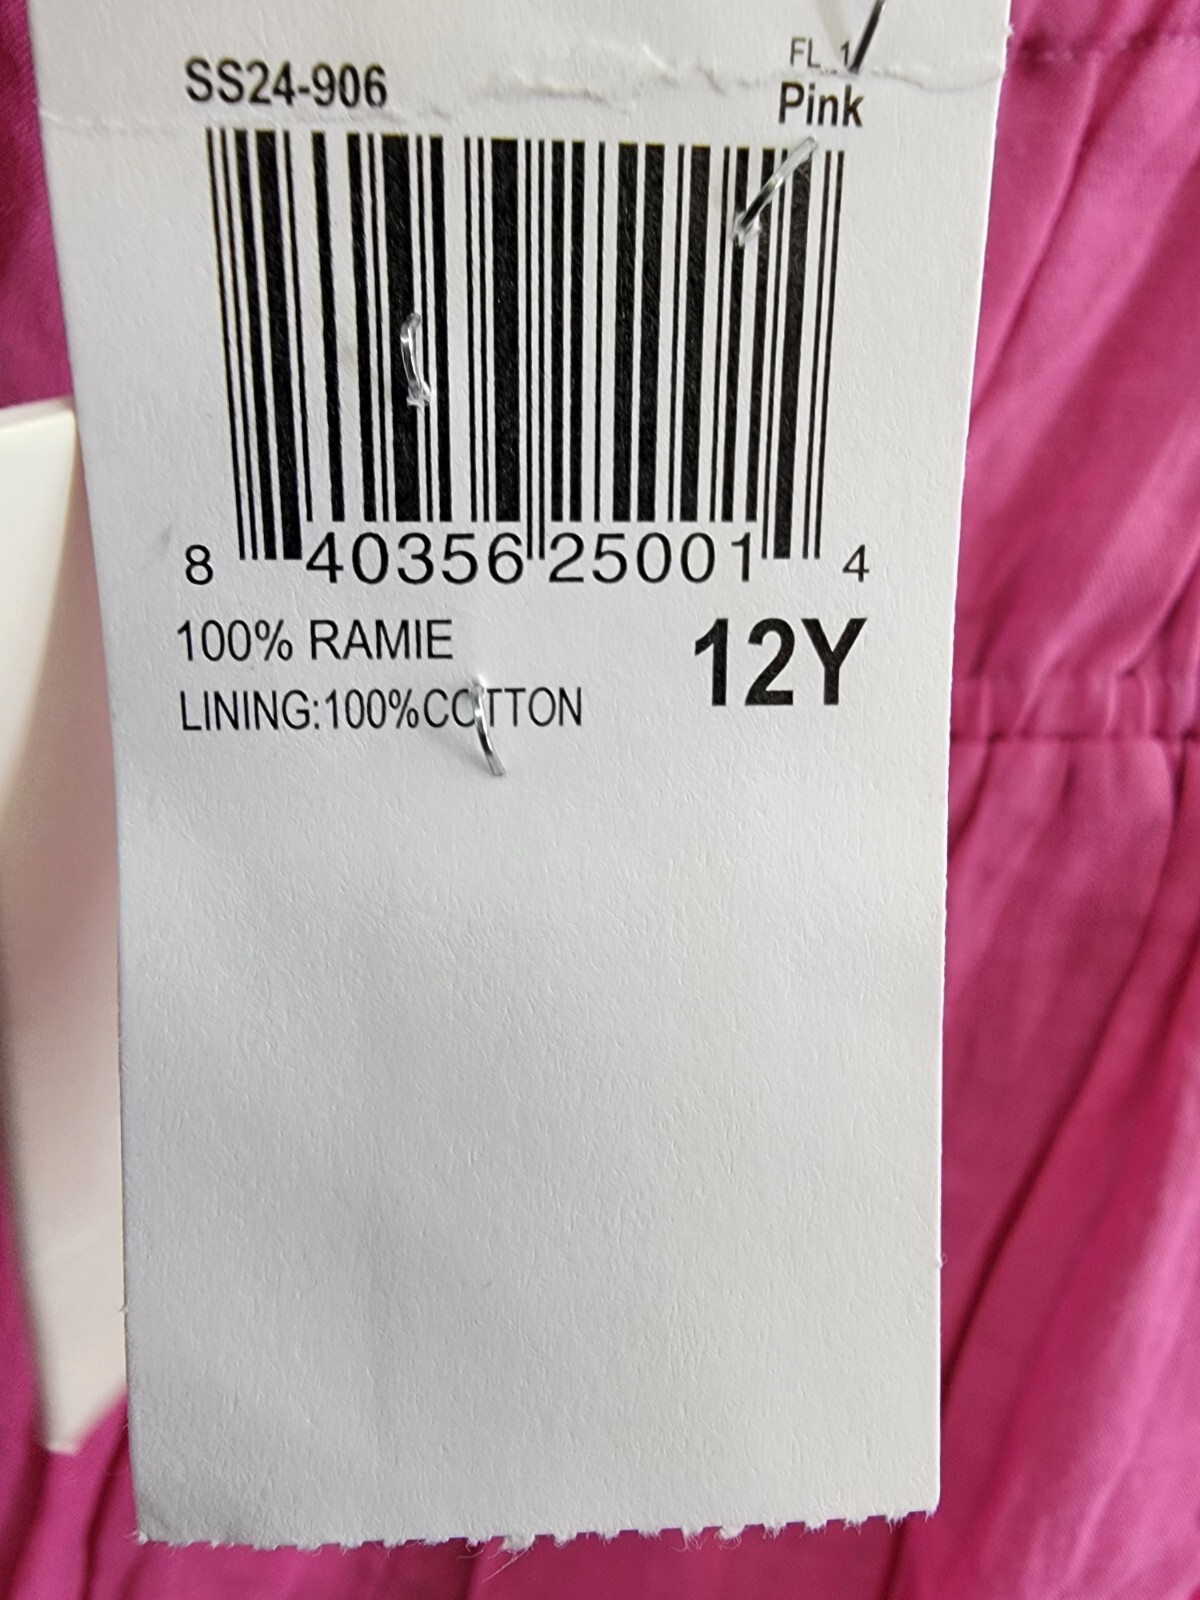 SS24-906
FL_1
Pink
8 40356 25001 4
100% RAMIE
12Y
LINING:100%COTTON